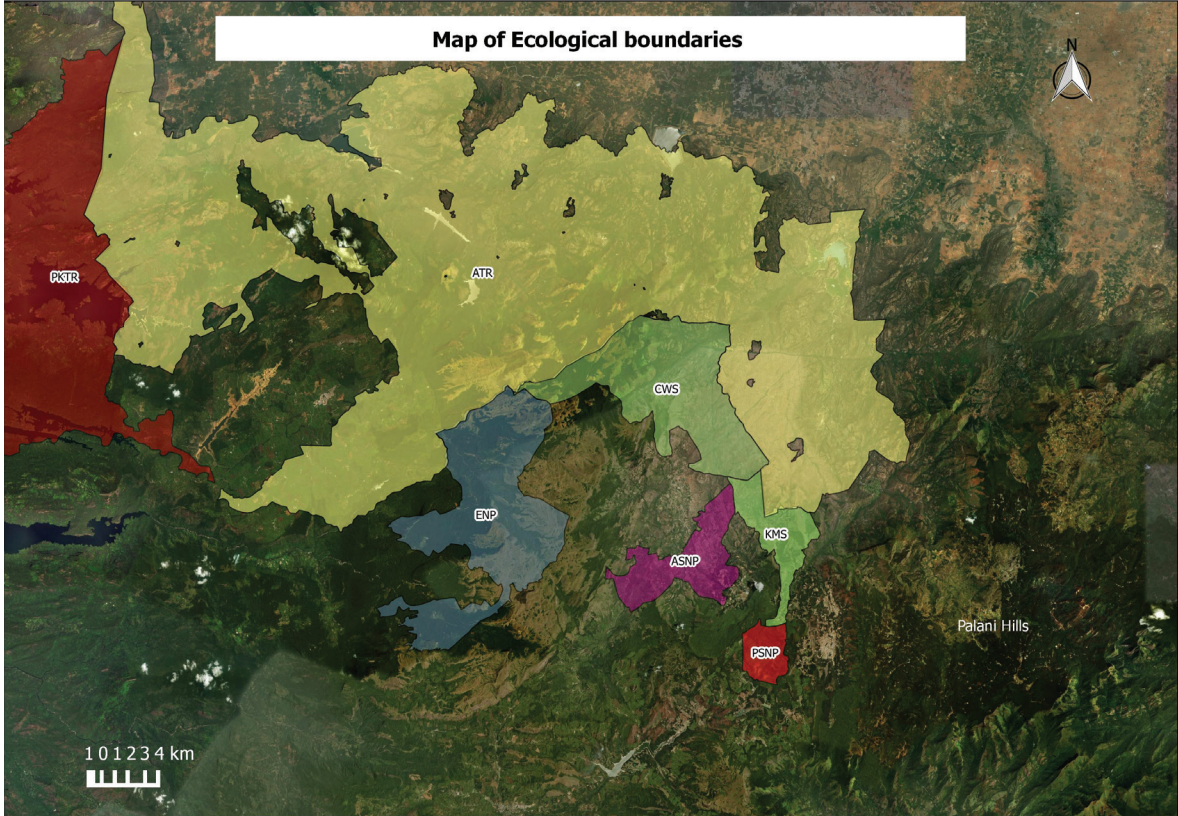 Map of Ecological boundaries
N
PKTR
ATR
CWS
ENP
KMS
ASNP
Palani Hills
PSNP
1 0 1 2 3 4 km